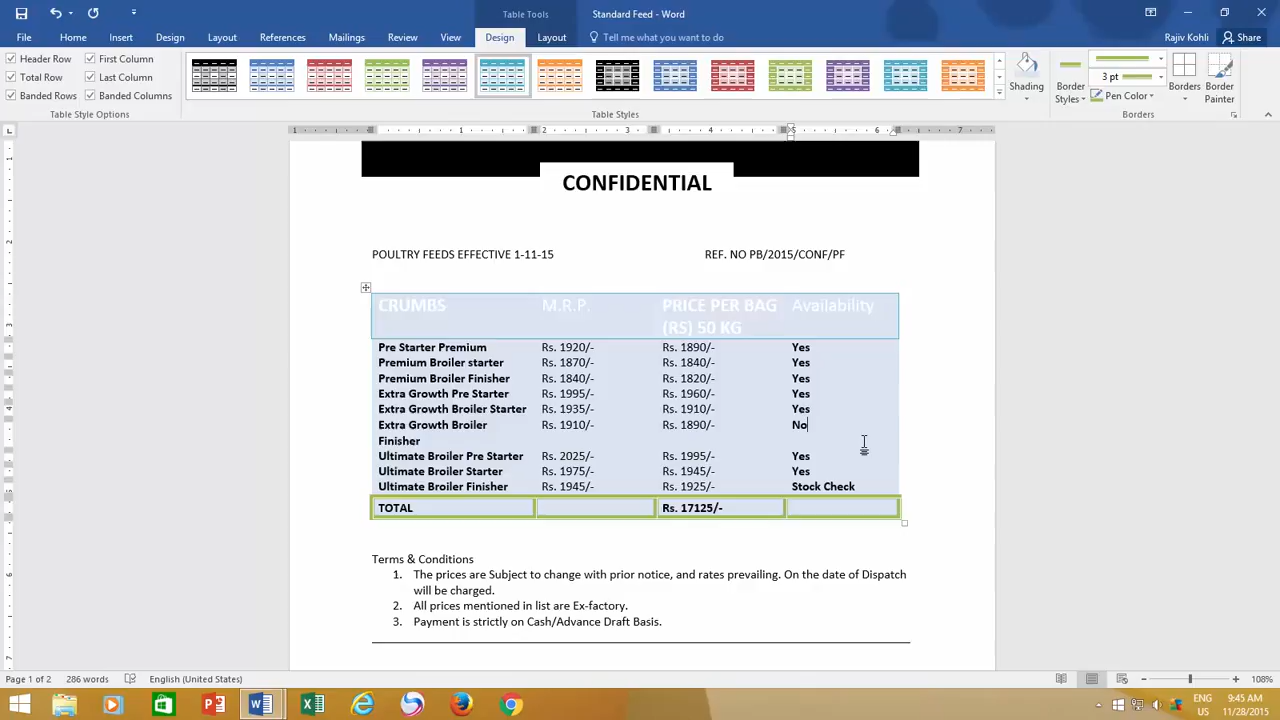 Table Tools
Standard Feed - Word
File Home Insert Design Layout References Mailings Review View Design Layout Tell me what you want to do
Rajiv Kohli Share
Header Row First Column
Total Row Last Column
Banded Rows Banded Columns
Table Style Options
Table Styles
Shading
Border Styles
3 pt
Pen Color
Borders
Border Painter
Borders
1 1 2 3 4 5 6 7
CONFIDENTIAL
POULTRY FEEDS EFFECTIVE 1-11-15 REF. NO PB/2015/CONF/PF
CRUMBS M.R.P. PRICE PER BAG Availability
(RS) 50 KG
Pre Starter Premium Rs. 1920/- Rs. 1890/- Yes
Premium Broiler starter Rs. 1870/- Rs. 1840/- Yes
Premium Broiler Finisher Rs. 1840/- Rs. 1820/- Yes
Extra Growth Pre Starter Rs. 1995/- Rs. 1960/- Yes
Extra Growth Broiler Starter Rs. 1935/- Rs. 1910/- Yes
Extra Growth Broiler Rs. 1910/- Rs. 1890/- No
Finisher
Ultimate Broiler Pre Starter Rs. 2025/- Rs. 1995/- Yes
Ultimate Broiler Starter Rs. 1975/- Rs. 1945/- Yes
Ultimate Broiler Finisher Rs. 1945/- Rs. 1925/- Stock Check
TOTAL Rs. 17125/-
Terms & Conditions
1. The prices are Subject to change with prior notice, and rates prevailing. On the date of Dispatch
will be charged.
2. All prices mentioned in list are Ex-factory.
3. Payment is strictly on Cash/Advance Draft Basis.
Page 1 of 2 286 words English (United States) 108%
ENG 9:45 AM
US 11/28/2015